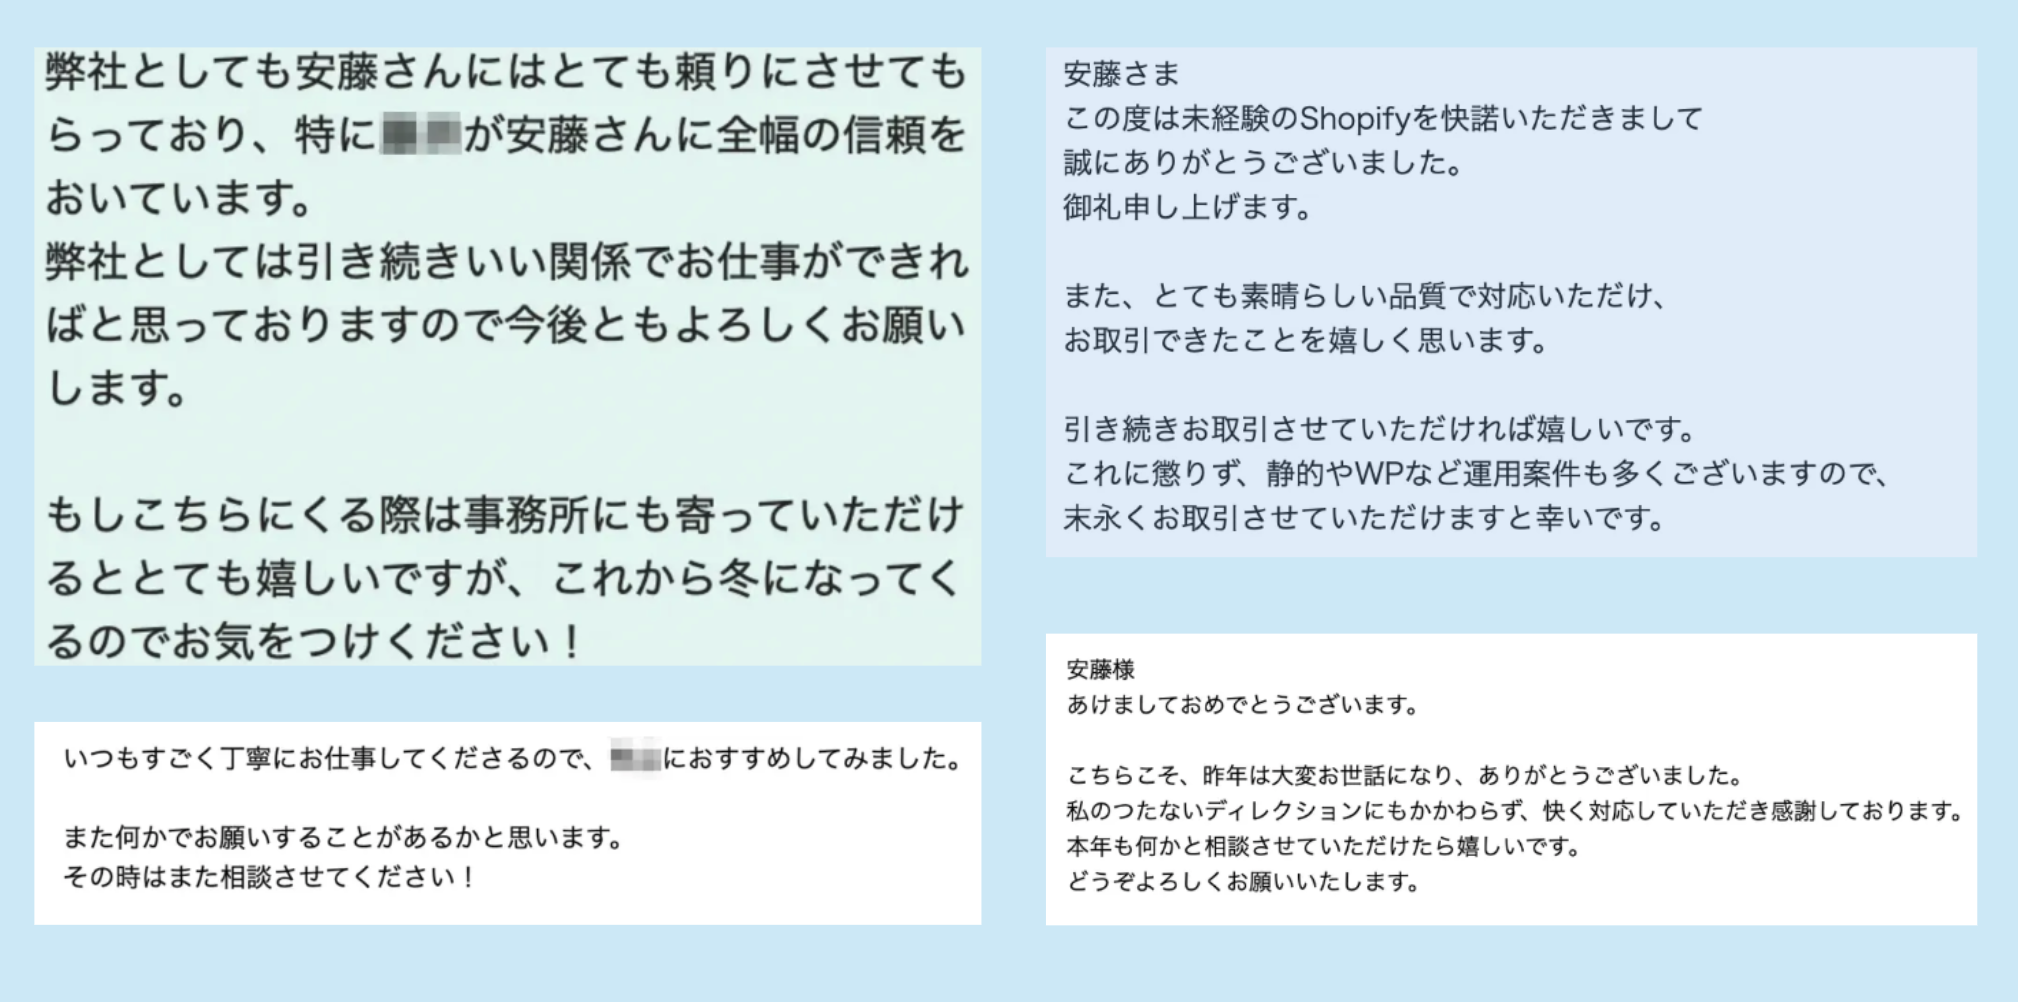 弊社としても安藤さんにはとても頼りにさせても
らっており、特にが安藤さんに全幅の信頼を
おいています。
弊社としては引き続きいい関係でお仕事ができれ
ばと思っておりますので今後ともよろしくお願い
します。
もしこちらにくる際は事務所にも寄っていただけ
るととても嬉しいですが、これから冬になってく
るのでお気をつけください！
いつもすごく丁寧にお仕事してくださるので、におすすめしてみました。
また何かでお願いすることがあるかと思います。
その時はまた相談させてください！
安藤さま
この度は未経験のShopifyを快諾いただきまして
誠にありがとうございました。
御礼申し上げます。
また、とても素晴らしい品質で対応いただけ、
お取引できたことを嬉しく思います。
引き続きお取引させていただければ嬉しいです。
これに懲りず、静的やWPなど運用案件も多くございますので、
末永くお取引させていただけますと幸いです。
安藤様
あけましておめでとうございます。
こちらこそ、昨年は大変お世話になり、ありがとうございました。
私のつたないディレクションにもかかわらず、快く対応していただき感謝しております。
本年も何かと相談させていただけたら嬉しいです。
どうぞよろしくお願いいたします。